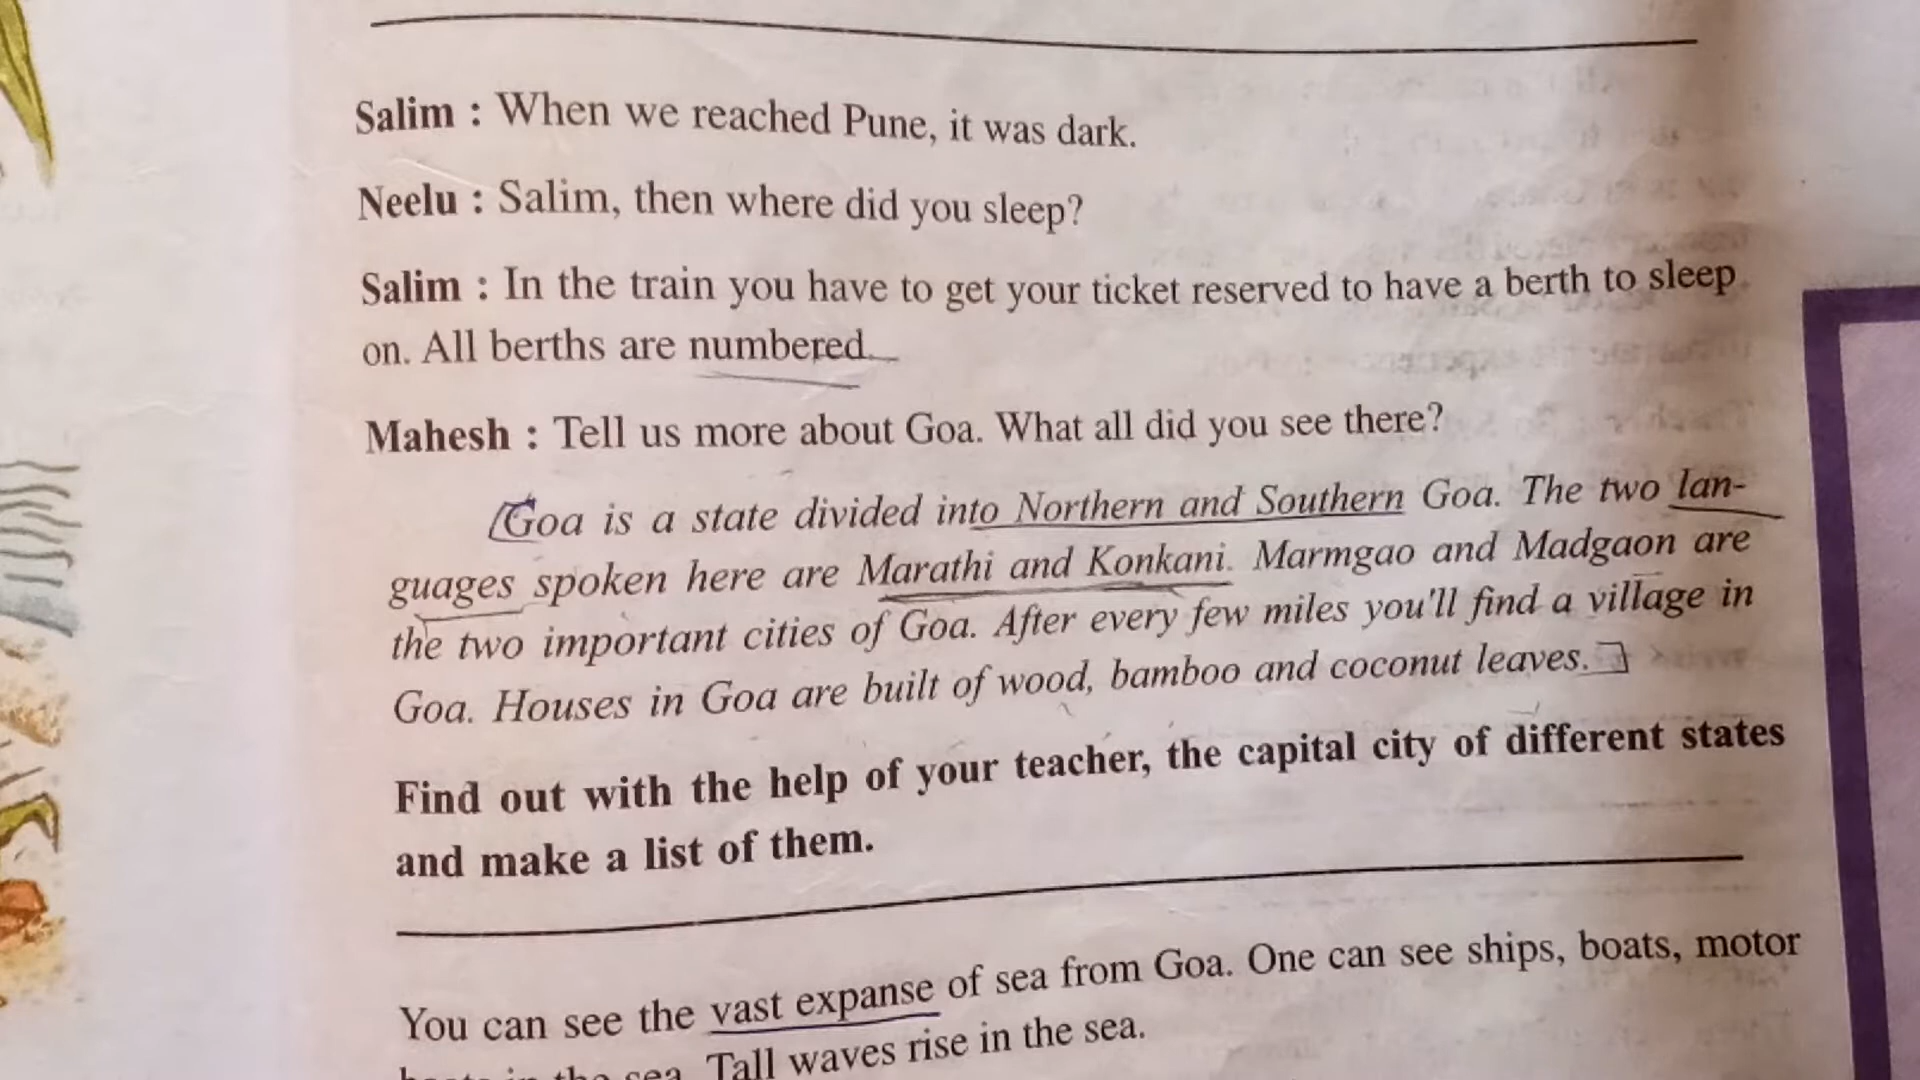 Salim : When we reached Pune, it was dark.
Neelu : Salim, then where did you sleep?
Salim : In the train you have to get your ticket reserved to have a berth to sleep
on. All berths are numbered.
Mahesh : Tell us more about Goa. What all did you see there?
Goa is a state divided into Northern and Southern Goa. The two lan-
guages spoken here are Marathi and Konkani. Marmgao and Madgaon are
the two important cities of Goa. After every few miles you'll find a village in
Goa. Houses in Goa are built of wood, bamboo and coconut leaves.
Find out with the help of your teacher, the capital city of different states
and make a list of them.
You can see the vast expanse of sea from Goa. One can see ships, boats, motor
in the sea. Tall waves rise in the sea.